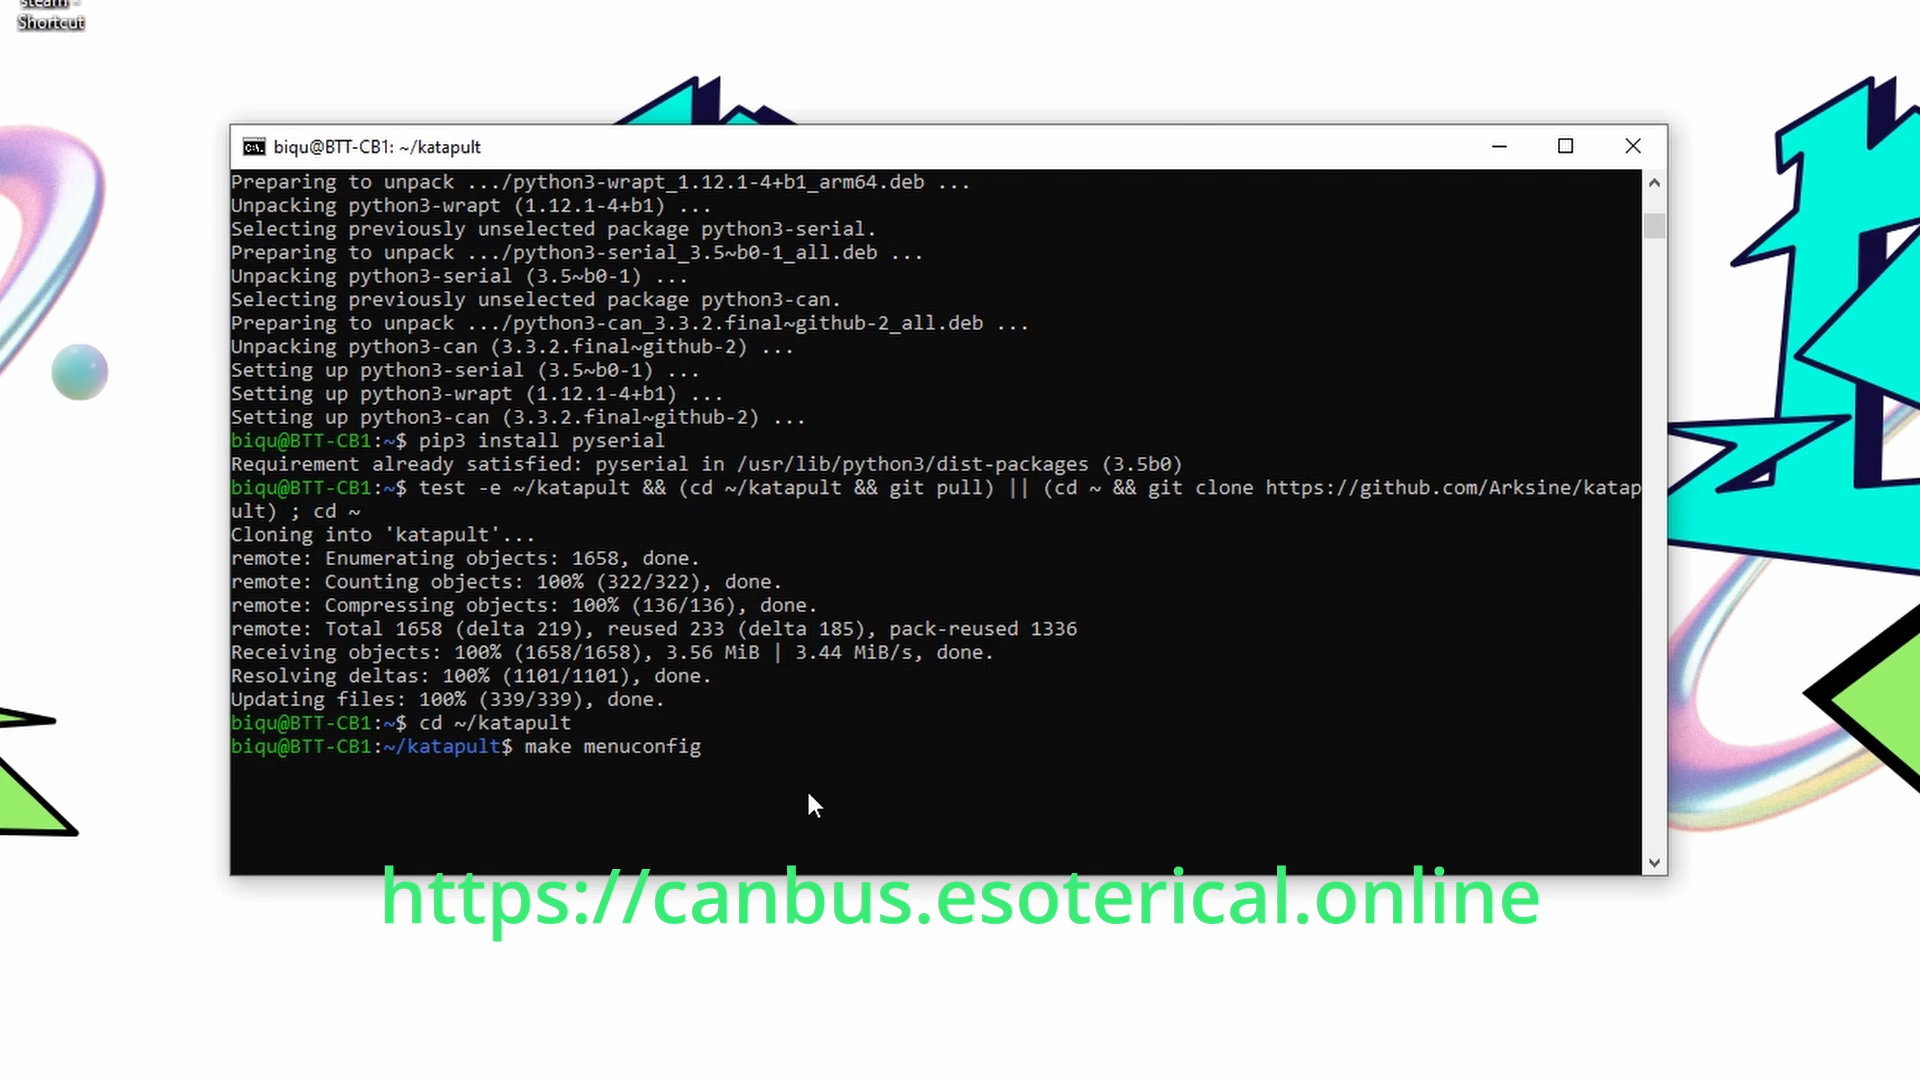 steam -
Shortcut
biqu@BTT-CB1: ~/katapult
Preparing to unpack .../python3-wrapt_1.12.1-4+b1_arm64.deb ...
Unpacking python3-wrapt (1.12.1-4+b1) ...
Selecting previously unselected package python3-serial.
Preparing to unpack .../python3-serial_3.5~b0-1_all.deb ...
Unpacking python3-serial (3.5~b0-1) ...
Selecting previously unselected package python3-can.
Preparing to unpack .../python3-can_3.3.2.final~github-2_all.deb ...
Unpacking python3-can (3.3.2.final~github-2) ...
Setting up python3-serial (3.5~b0-1) ...
Setting up python3-wrapt (1.12.1-4+b1) ...
Setting up python3-can (3.3.2.final~github-2) ...
biqu@BTT-CB1:~$ pip3 install pyserial
Requirement already satisfied: pyserial in /usr/lib/python3/dist-packages (3.5b0)
biqu@BTT-CB1:~$ test -e ~/katapult && (cd ~/katapult && git pull) || (cd ~ && git clone https://github.com/Arksine/katap
ult) ; cd ~
Cloning into 'katapult'...
remote: Enumerating objects: 1658, done.
remote: Counting objects: 100% (322/322), done.
remote: Compressing objects: 100% (136/136), done.
remote: Total 1658 (delta 219), reused 233 (delta 185), pack-reused 1336
Receiving objects: 100% (1658/1658), 3.56 MiB | 3.44 MiB/s, done.
Resolving deltas: 100% (1101/1101), done.
Updating files: 100% (339/339), done.
biqu@BTT-CB1:~$ cd ~/katapult
biqu@BTT-CB1:~/katapult$ make menuconfig
https://canbus.esoterical.online